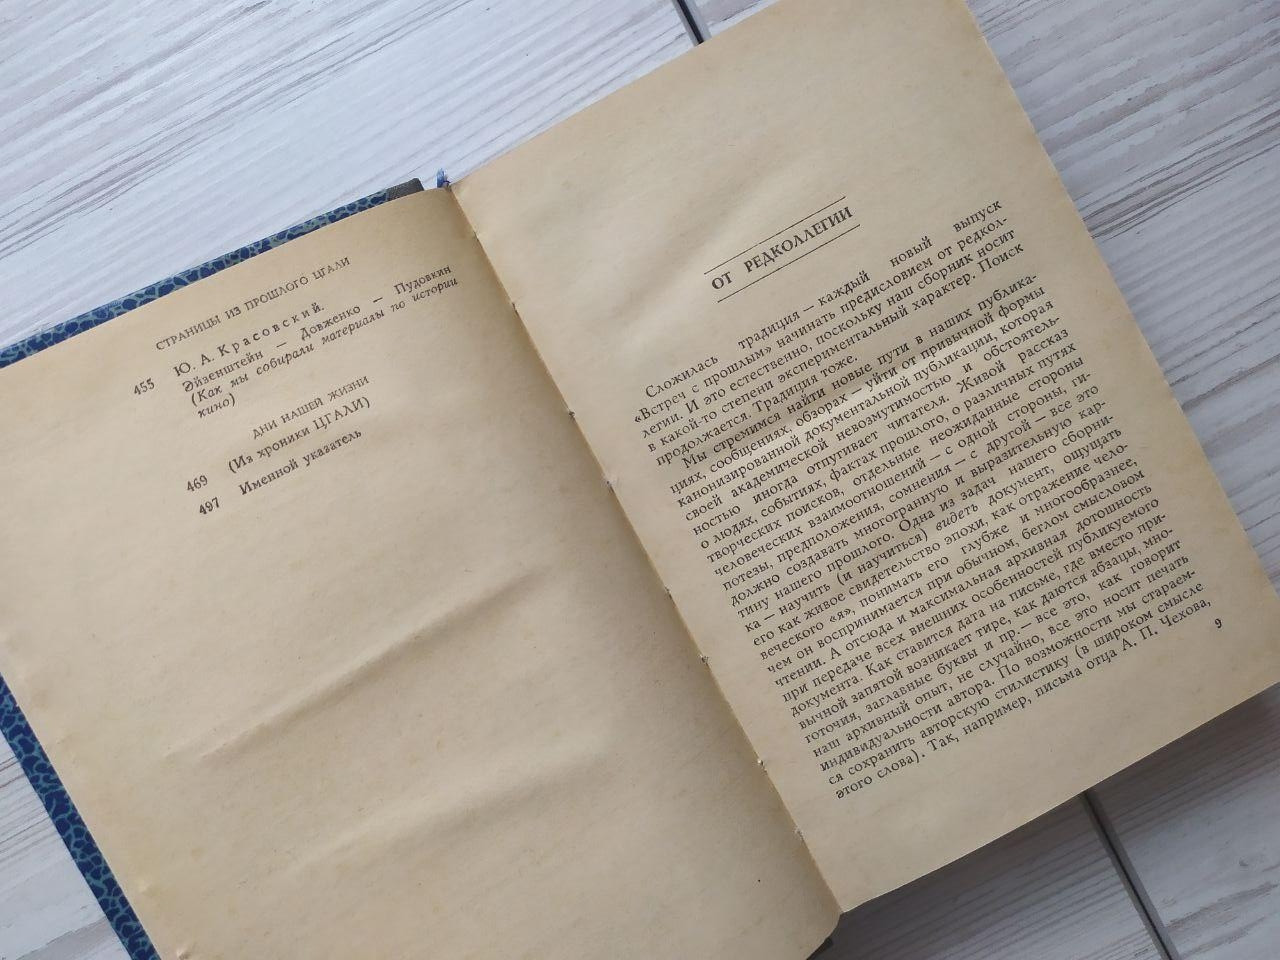 СТРАНИЦЫ ИЗ ПРОШЛОГО ЦГАЛИ
Ю. А. Красовский.
455 Эйзенштейн — Довженко — Пудовкин
(Как мы собирали материалы по истории
кино)
ДНИ НАШЕЙ ЖИЗНИ
469 (Из хроники ЦГАЛИ)
497 Именной указатель
ОТ РЕДКОЛЛЕГИИ
Сложилась традиция — каждый новый выпуск
«Встреч с прошлым» начинать предисловием от редкол-
легии. И это естественно, поскольку наш сборник носит
в какой-то степени экспериментальный характер. Поиск
продолжается. Традиция тоже.
Мы стремимся найти новые пути в наших публика-
циях, сообщениях, обзорах — уйти от привычной формы
канонизированной документальной публикации, которая
своей академической невозмутимостью и обстоятель-
ностью иногда отпугивает читателя. Живой рассказ
о людях, событиях, фактах прошлого, о различных путях
творческих поисков, отдельные неожиданные стороны
человеческих взаимоотношений — с одной стороны, ги-
потезы, предположения, сомнения — с другой — все это
должно создавать многогранную и выразительную кар-
тину нашего прошлого. Одна из задач нашего сборни-
ка — научить (и научиться) видеть документ, ощущать
его как живое свидетельство эпохи, как отражение чело-
веческого «я», понимать его глубже и многообразнее,
чем он воспринимается при обычном, беглом смысловом
чтении. А отсюда и максимальная архивная дотошность
при передаче всех внешних особенностей публикуемого
документа. Как ставится дата на письме, где вместо при-
вычной запятой возникает тире, как даются абзацы, мно-
готочия, заглавные буквы и пр. — все это, как говорит
наш архивный опыт, не случайно, все это носит печать
индивидуальности автора. По возможности мы стараем-
ся сохранить авторскую стилистику (в широком смысле
этого слова). Так, например, письма отца А. П. Чехова,
9